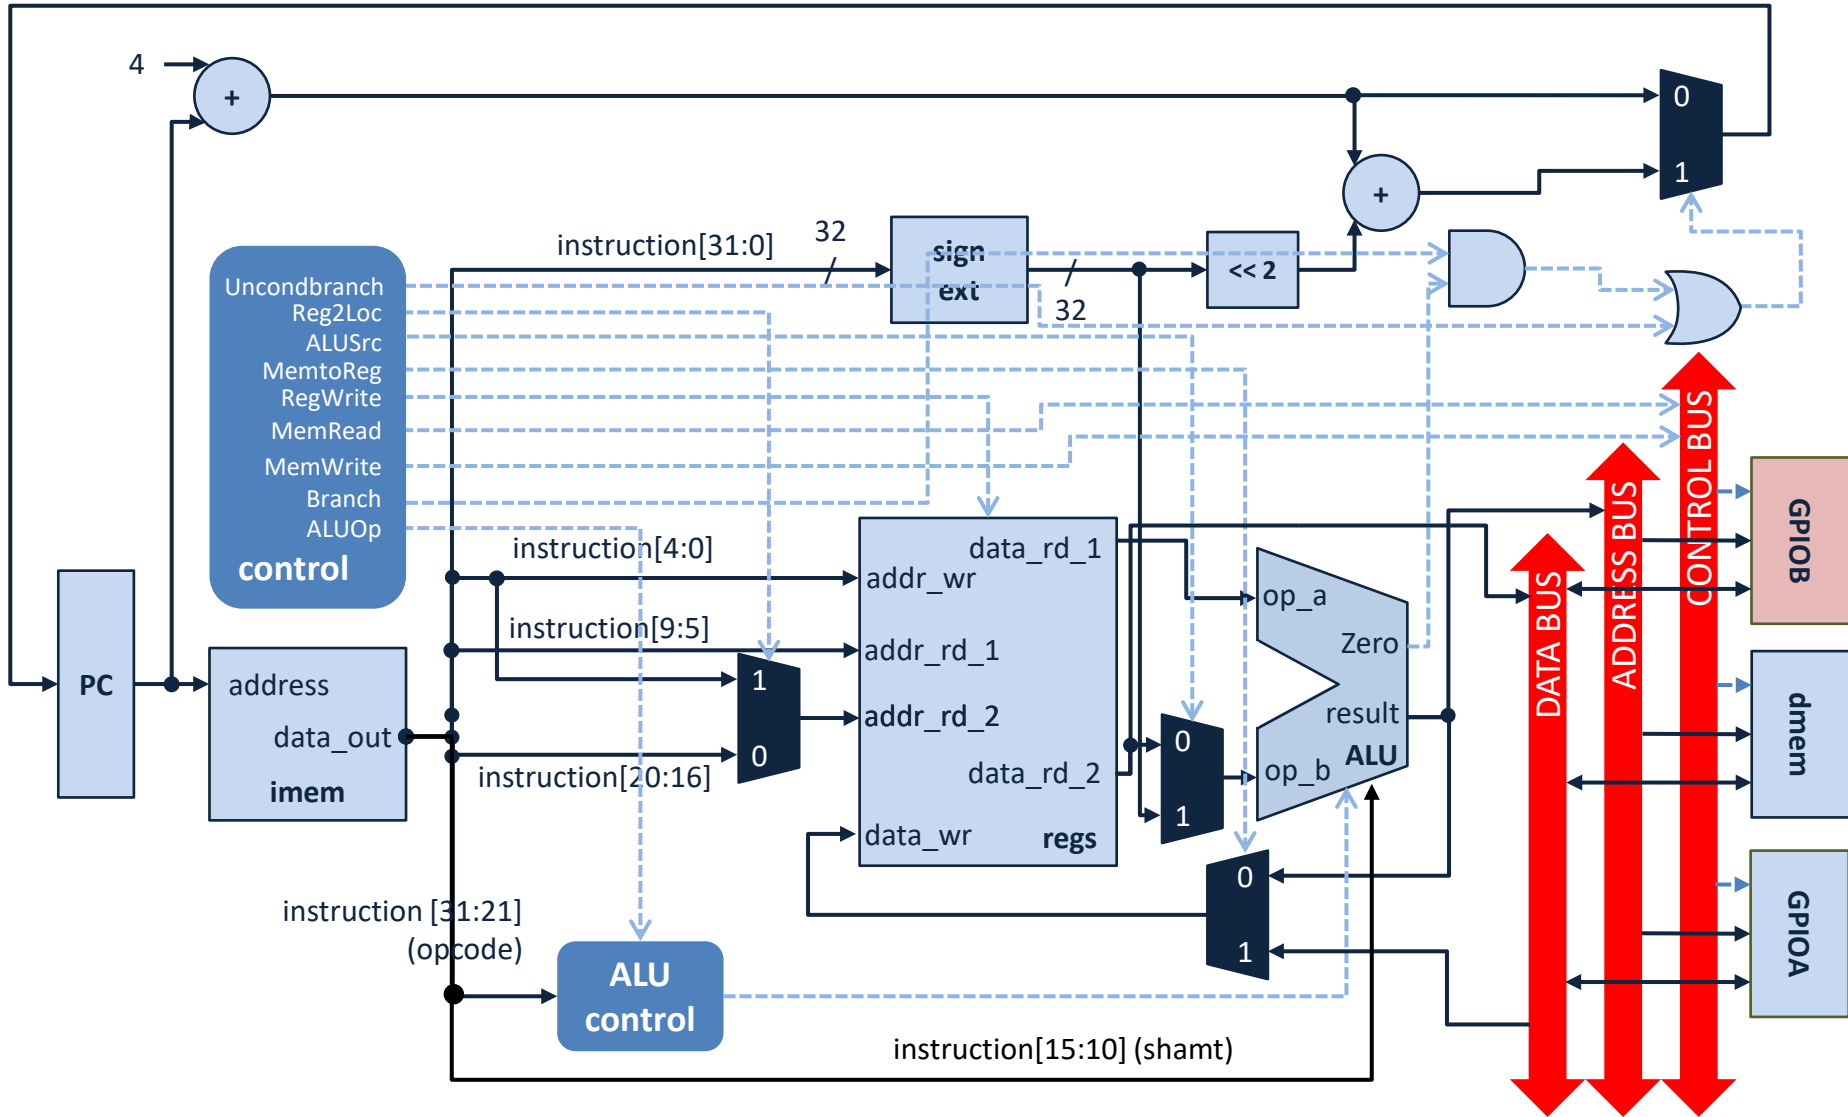 4
+
0
1
+
instruction[31:0]
32
sign
ext
32
<< 2
Uncondbranch
Reg2Loc
ALUSrc
MemtoReg
RegWrite
MemRead
MemWrite
Branch
ALUOp
control
CONTROL BUS
ADDRESS BUS
DATA BUS
GPIOB
dmem
GPIOA
instruction[4:0]
instruction[9:5]
instruction[20:16]
PC
address
data_out
imem
1
0
data_rd_1
addr_wr
addr_rd_1
addr_rd_2
data_rd_2
data_wr
regs
0
1
op_a
Zero
result
ALU
op_b
0
1
instruction [31:21]
(opcode)
ALU
control
instruction[15:10] (shamt)